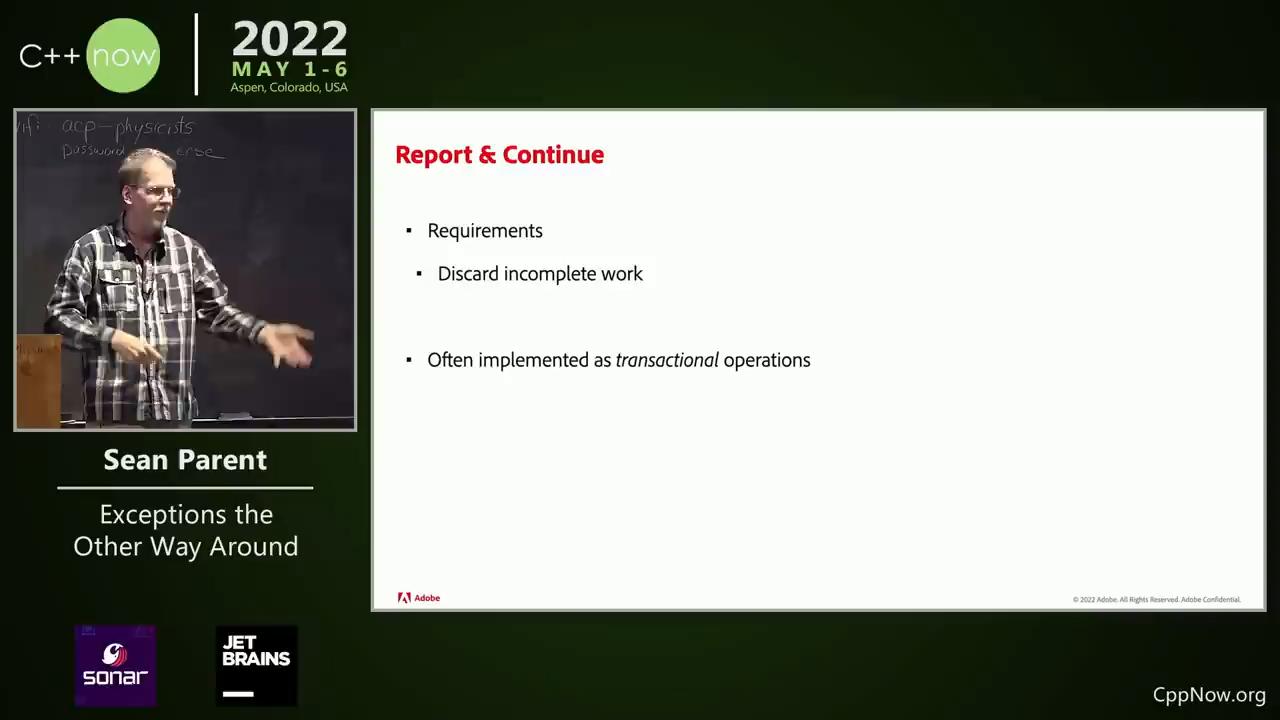 C++ now
2022
MAY 1-6
Aspen, Colorado, USA
acp-physicists
password
Sean Parent
Exceptions the
Other Way Around
sonar
JET
BRAINS
Report & Continue
▪ Requirements
▪ Discard incomplete work
▪ Often implemented as transactional operations
Adobe
© 2022 Adobe. All Rights Reserved. Adobe Confidential.
CppNow.org